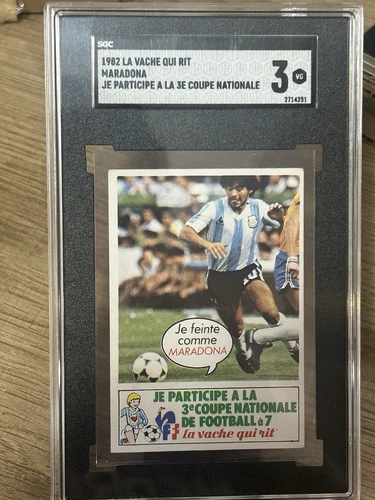 SGC
1982 LA VACHE QUI RIT
MARADONA
JE PARTICIPE A LA 3E COUPE NATIONALE
3 VG
2714251
Je feinte
comme
MARADONA
JE PARTICIPE A LA
3e COUPE NATIONALE
DE FOOTBALL à 7
la vache qui rit